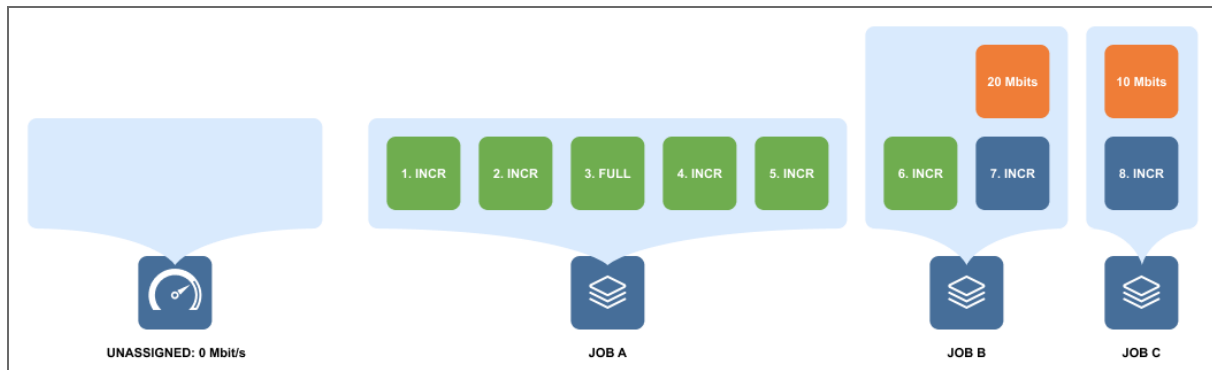 20 Mbits
10 Mbits
1. INCR
2. INCR
3. FULL
4. INCR
5. INCR
6. INCR
7. INCR
8. INCR
UNASSIGNED: 0 Mbit/s
JOB A
JOB B
JOB C